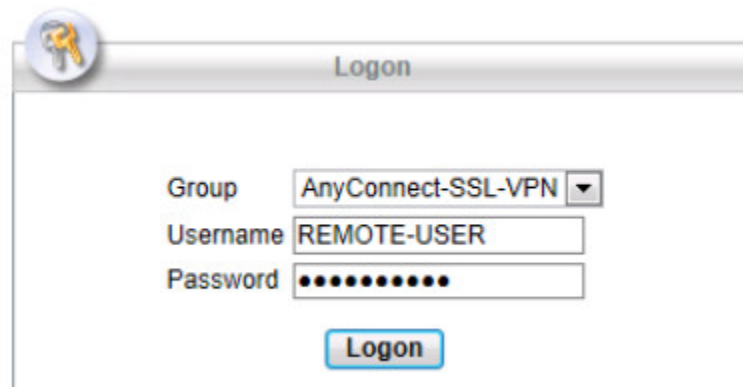 Logon
Group AnyConnect-SSL-VPN
Username REMOTE-USER
Password ••••••••••
Logon